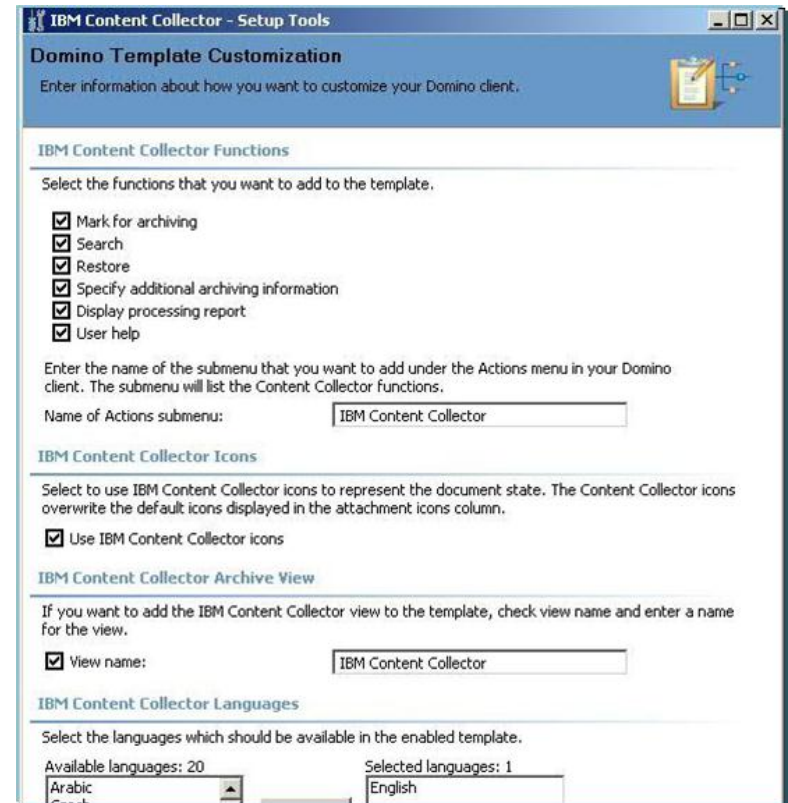 IBM Content Collector - Setup Tools
Domino Template Customization
Enter information about how you want to customize your Domino client.
IBM Content Collector Functions
Select the functions that you want to add to the template.
Mark for archiving
Search
Restore
Specify additional archiving information
Display processing report
User help
Enter the name of the submenu that you want to add under the Actions menu in your Domino
client. The submenu will list the Content Collector functions.
Name of Actions submenu: IBM Content Collector
IBM Content Collector Icons
Select to use IBM Content Collector icons to represent the document state. The Content Collector icons
overwrite the default icons displayed in the attachment icons column.
Use IBM Content Collector icons
IBM Content Collector Archive View
If you want to add the IBM Content Collector view to the template, check view name and enter a name
for the view.
View name: IBM Content Collector
IBM Content Collector Languages
Select the languages which should be available in the enabled template.
Available languages: 20 Selected languages: 1
Arabic English